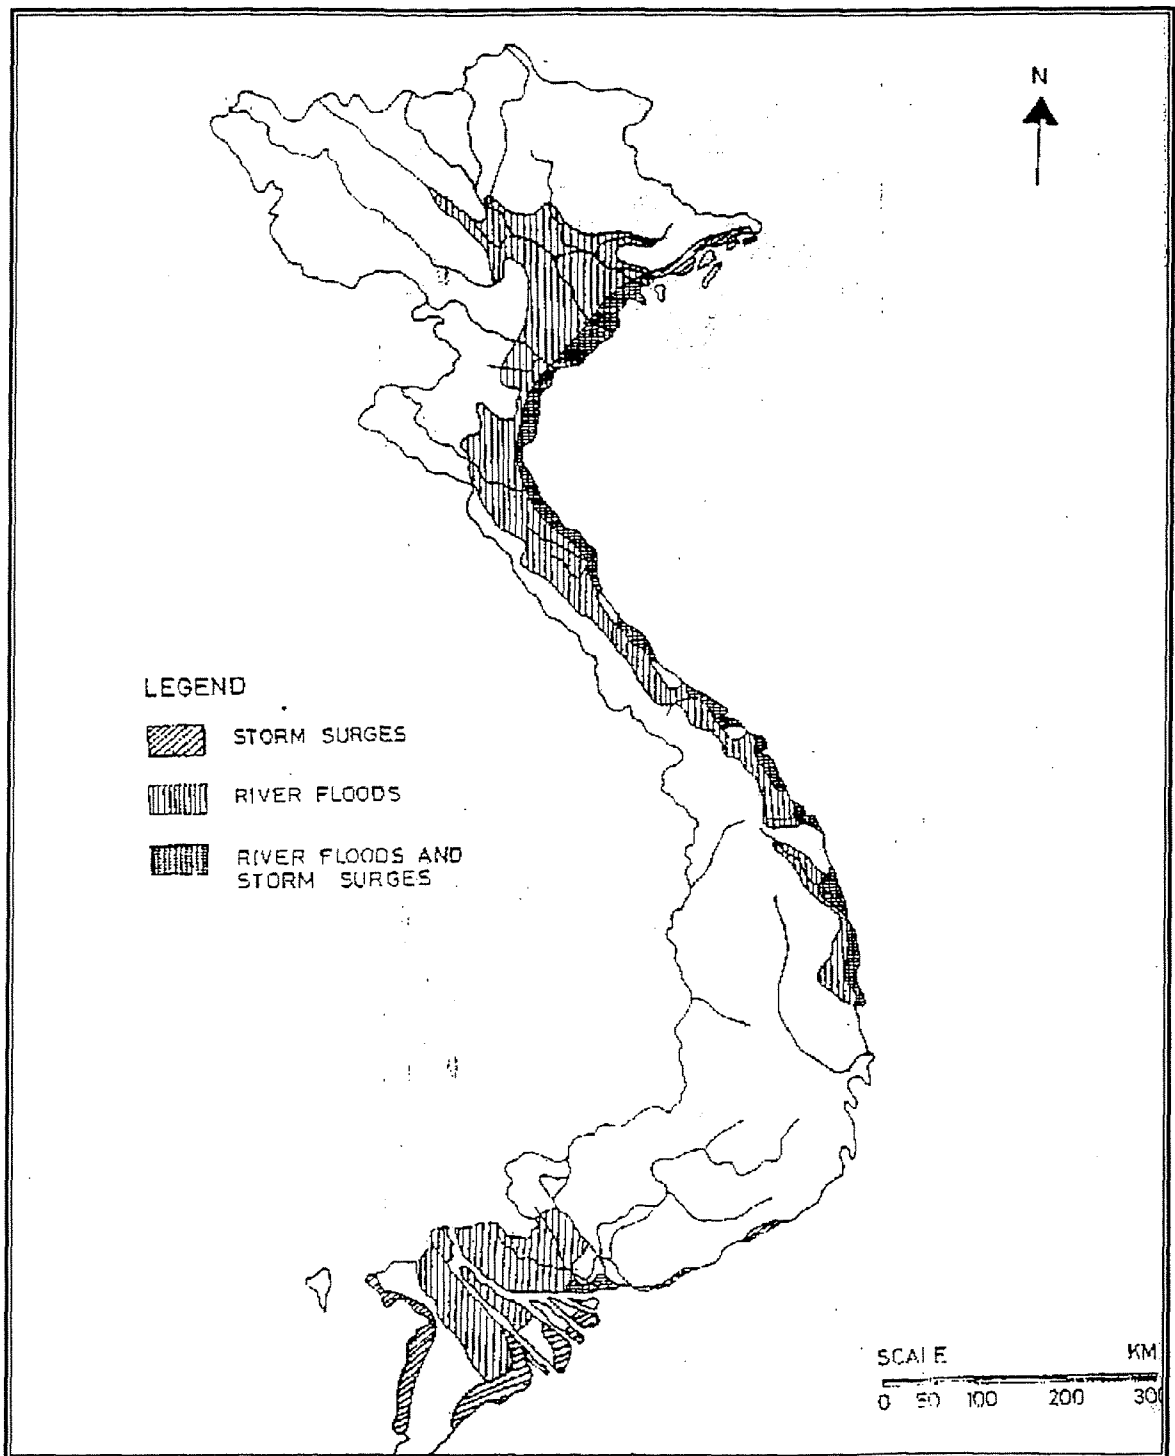 N
LEGEND
STORM SURGES
RIVER FLOODS
RIVER FLOODS AND
STORM SURGES
SCALE KM
0 50 100 200 300